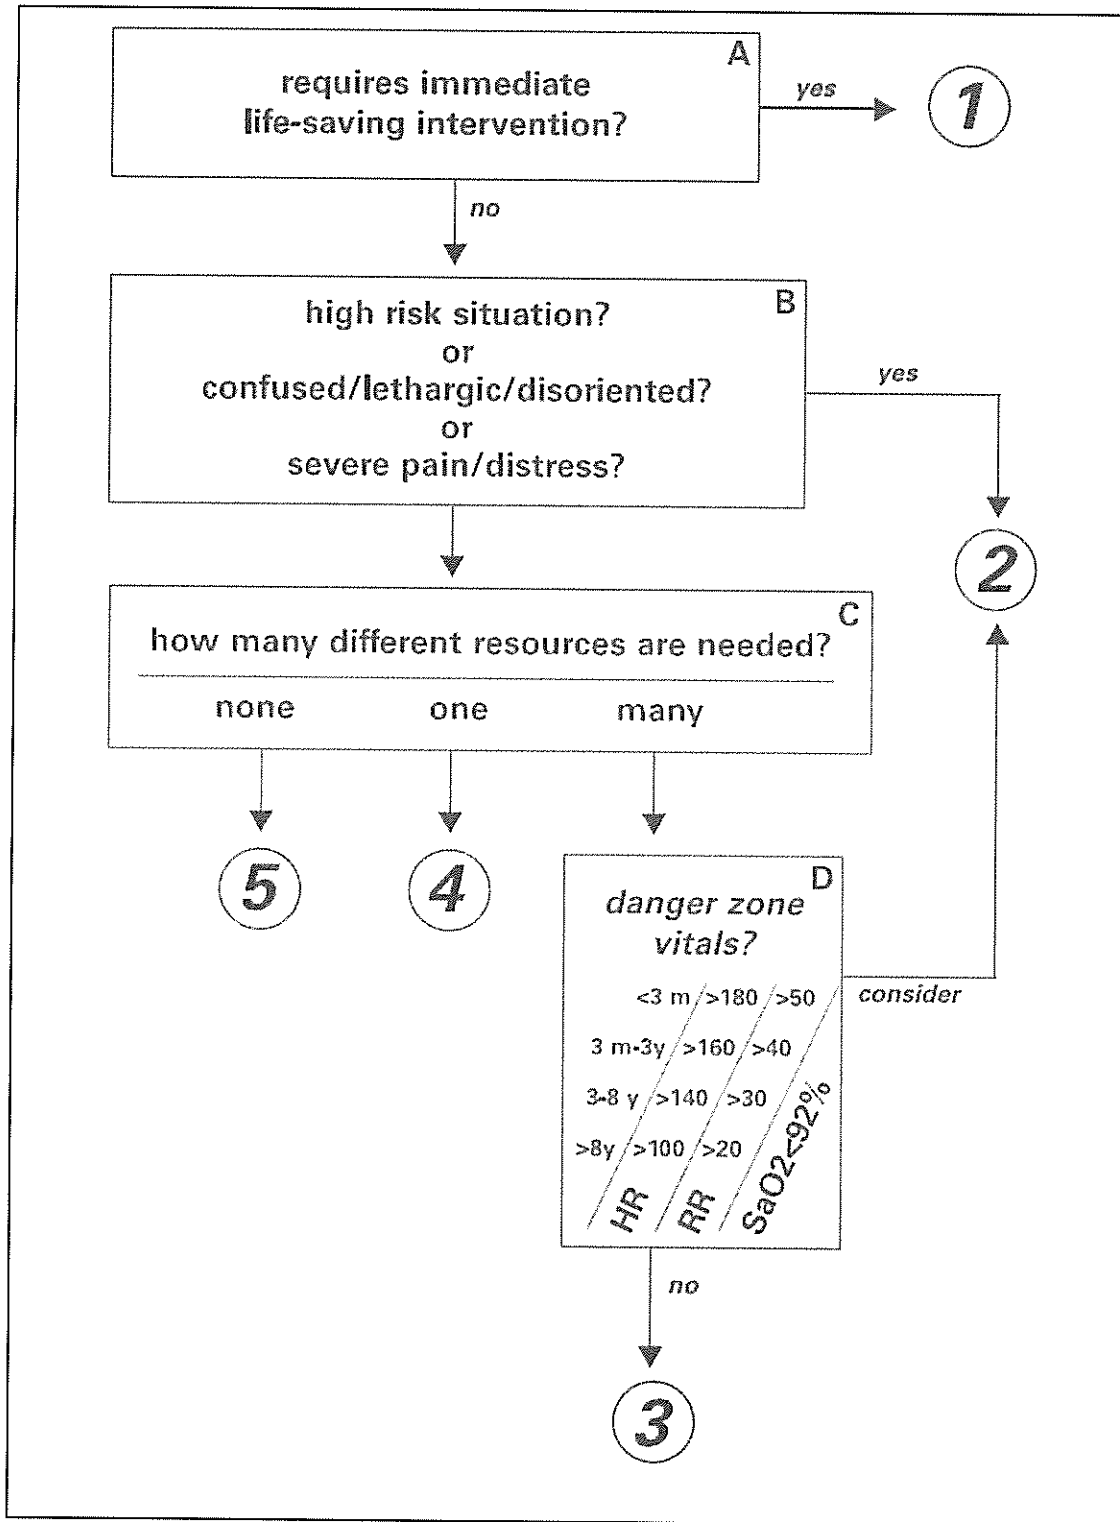 A
requires immediate
life-saving intervention?
yes
1
no
B
high risk situation?
or
confused/lethargic/disoriented?
or
severe pain/distress?
yes
2
C
how many different resources are needed?
none one many
5 4
D
danger zone
vitals?
<3 m >180 >50
3 m-3y >160 >40
3-8 y >140 >30
>8y >100 >20
HR RR SaO2<92%
consider
no
3